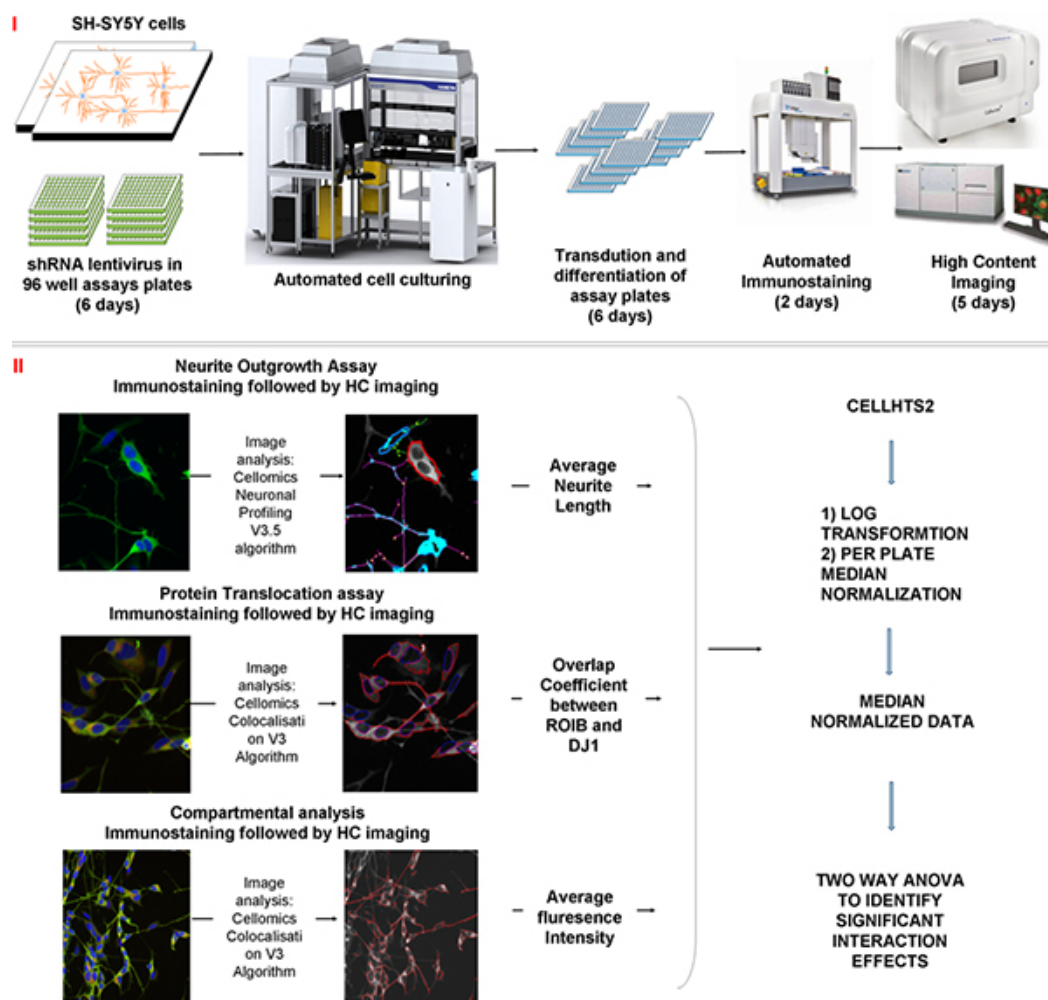 I
SH-SY5Y cells
shRNA lentivirus in
96 well assays plates
(6 days)
Automated cell culturing
Transdution and
differentiation of
assay plates
(6 days)
Automated
Immunostaining
(2 days)
High Content
Imaging
(5 days)
II
Neurite Outgrowth Assay
Immunostaining followed by HC imaging
Image
analysis:
Cellomics
Neuronal
Profiling
V3.5
algorithm
Average
Neurite
Length
Protein Translocation assay
Immunostaining followed by HC imaging
Image
analysis:
Cellomics
Colocalisati
on V3
Algorithm
Overlap
Coefficient
between
ROIB and
DJ1
Compartmental analysis
Immunostaining followed by HC imaging
Image
analysis:
Cellomics
Colocalisati
on V3
Algorithm
Average
fluresence
Intensity
CELLHTS2
1) LOG
TRANSFORMTION
2) PER PLATE
MEDIAN
NORMALIZATION
MEDIAN
NORMALIZED DATA
TWO WAY ANOVA
TO IDENTIFY
SIGNIFICANT
INTERACTION
EFFECTS